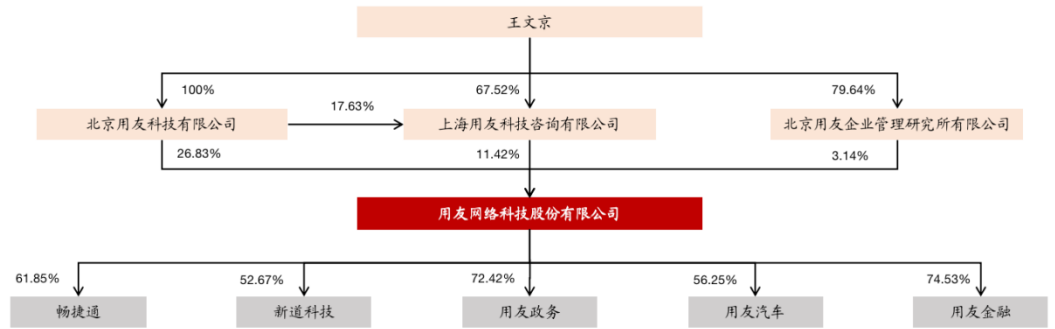 王文京
100%
67.52%
79.64%
17.63%
北京用友科技有限公司
上海用友科技咨询有限公司
北京用友企业管理研究所有限公司
26.83%
11.42%
3.14%
用友网络科技股份有限公司
61.85%
52.67%
72.42%
56.25%
74.53%
畅捷通
新道科技
用友政务
用友汽车
用友金融